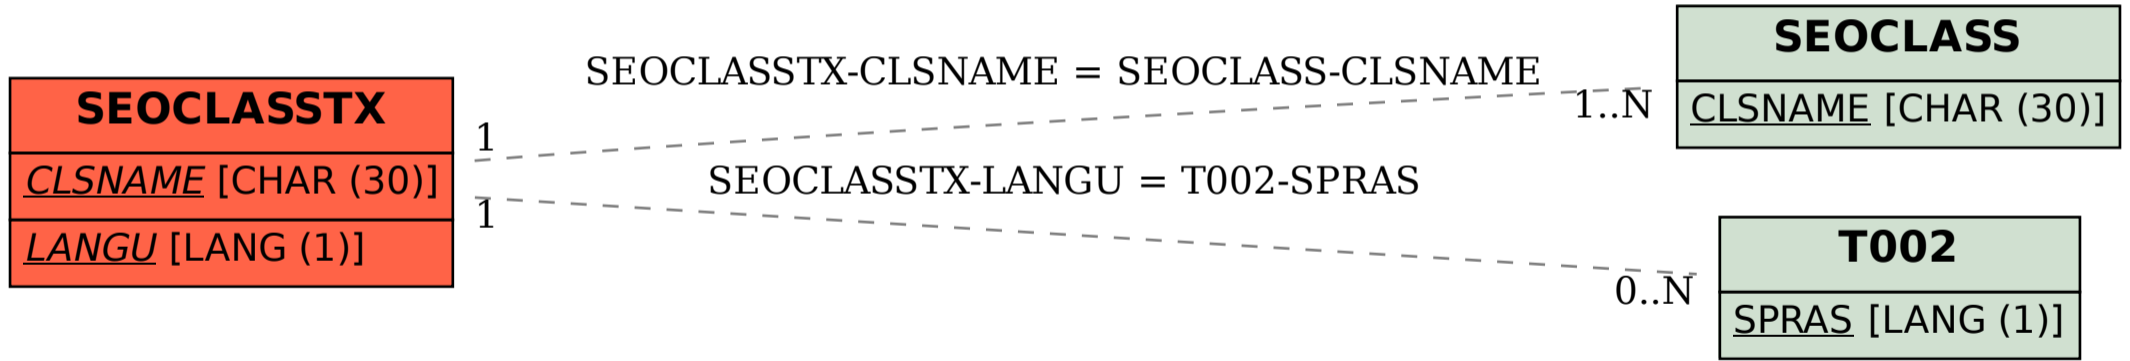 SEOCLASSTX
CLSNAME [CHAR (30)]
LANGU [LANG (1)]
SEOCLASSTX-CLSNAME = SEOCLASS-CLSNAME
1
1..N
SEOCLASSTX-LANGU = T002-SPRAS
1
0..N
SEOCLASS
CLSNAME [CHAR (30)]
T002
SPRAS [LANG (1)]